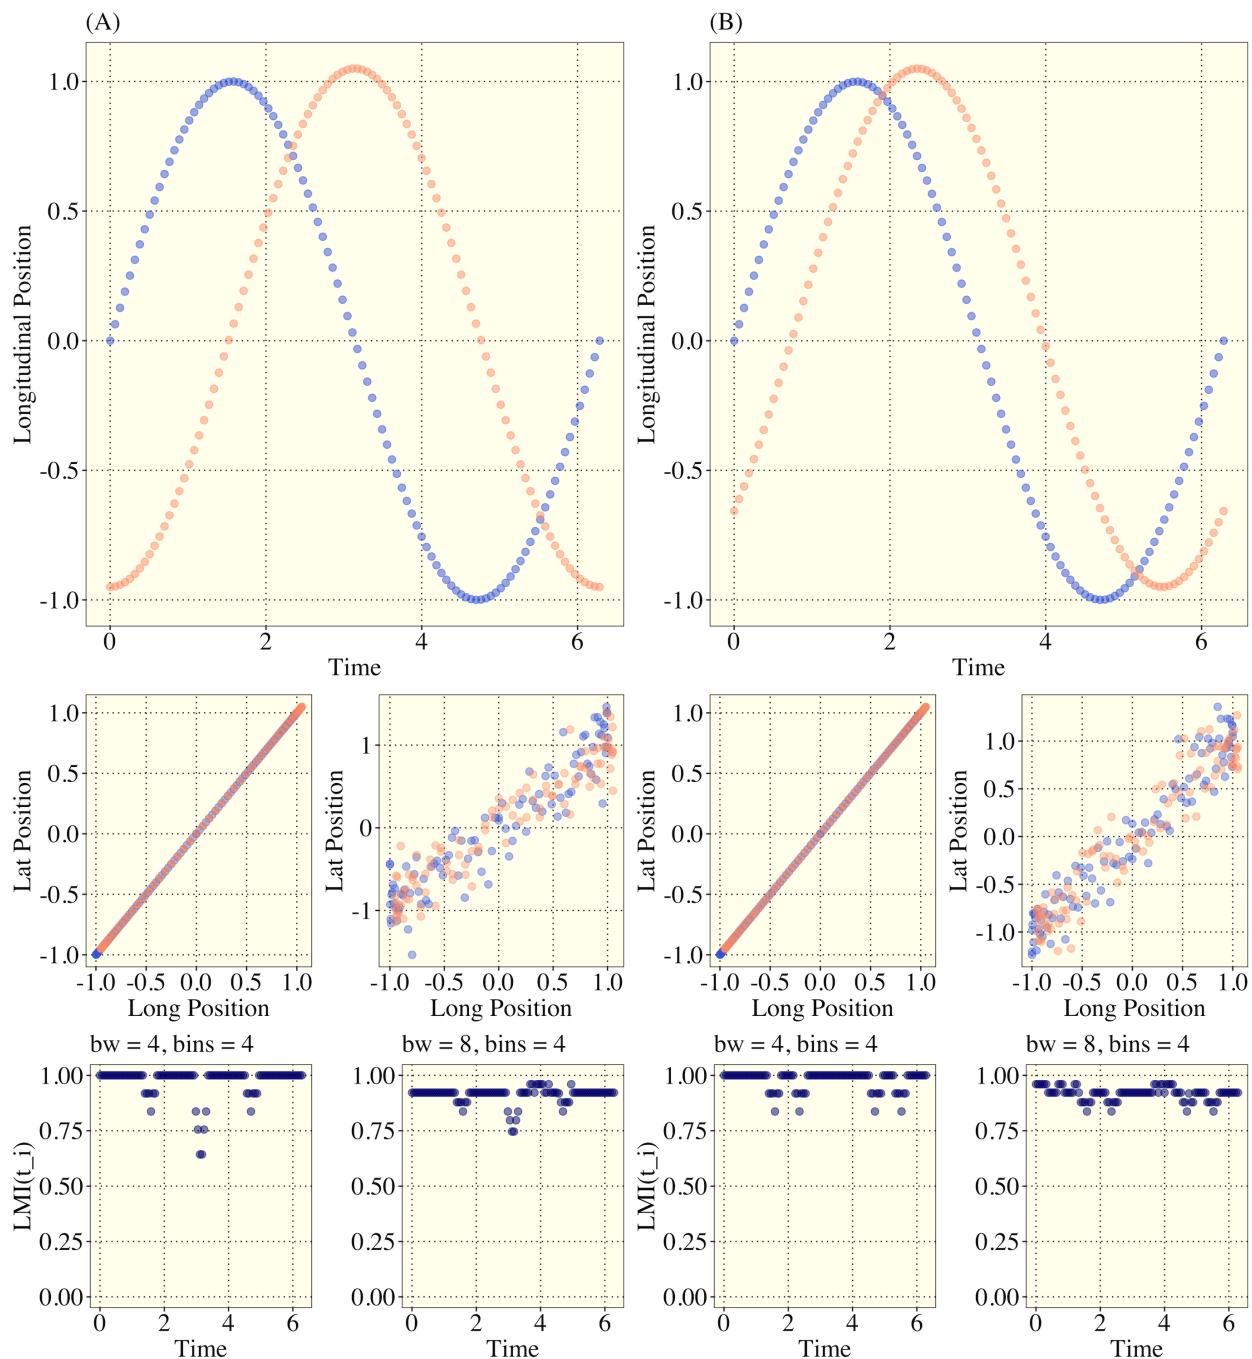 (A) (B)
1.0 1.0
0.5 0.5
Longitudinal Position Longitudinal Position
0.0 0.0
-0.5 -0.5
-1.0 -1.0
0 2 4 6 0 2 4 6
Time Time
Lat Position Lat Position Lat Position Lat Position
1.0 1 1.0 1.0
0.5 0.5 0.5
0.0 0 0.0 0.0
-0.5 -0.5 -0.5
-1.0 -1 -1.0 -1.0
-1.0 -0.5 0.0 0.5 1.0 -1.0 -0.5 0.0 0.5 1.0 -1.0 -0.5 0.0 0.5 1.0 -1.0 -0.5 0.0 0.5 1.0
Long Position Long Position Long Position Long Position
bw = 4, bins = 4 bw = 8, bins = 4 bw = 4, bins = 4 bw = 8, bins = 4
1.00 1.00 1.00 1.00
0.75 0.75 0.75 0.75
LMI(t_i) LMI(t_i)
0.50 0.50 0.50 0.50
0.25 0.25 0.25 0.25
0.00 0.00 0.00 0.00
0 2 4 6 0 2 4 6 0 2 4 6 0 2 4 6
Time Time Time Time